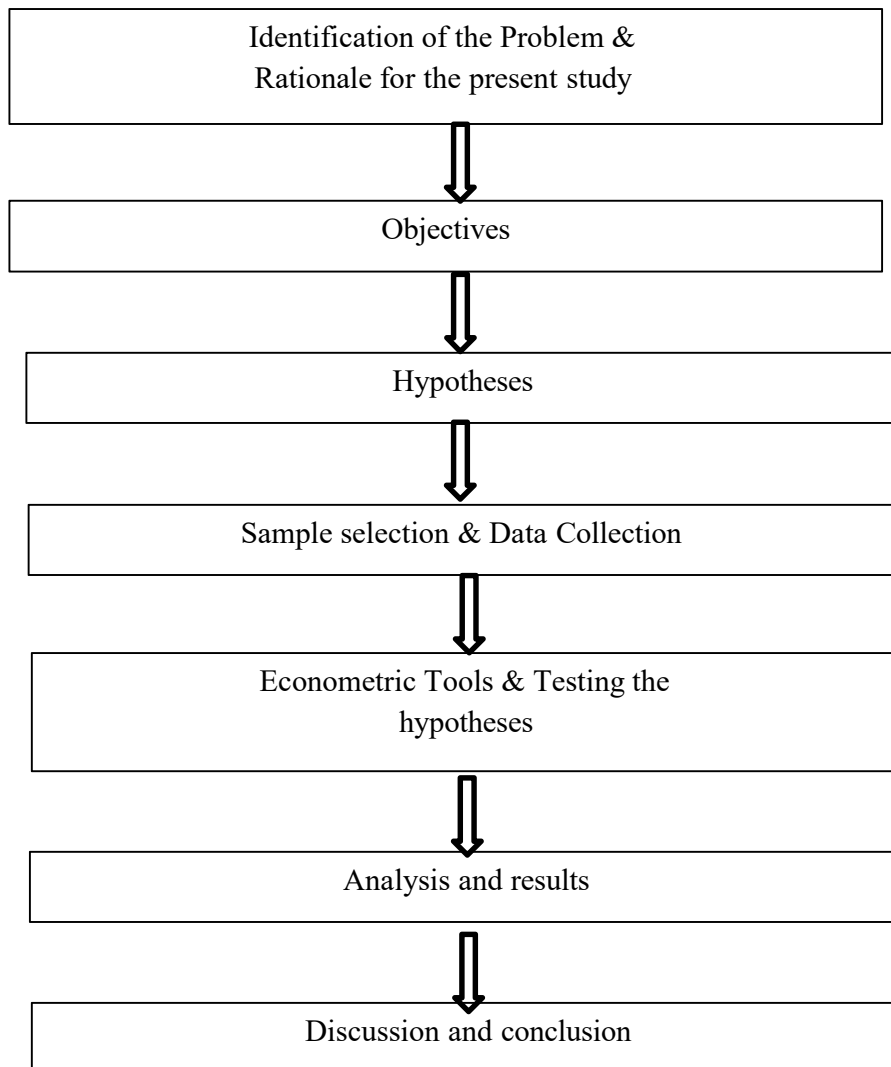 Identification of the Problem &
Rationale for the present study
Objectives
Hypotheses
Sample selection & Data Collection
Econometric Tools & Testing the
hypotheses
Analysis and results
Discussion and conclusion